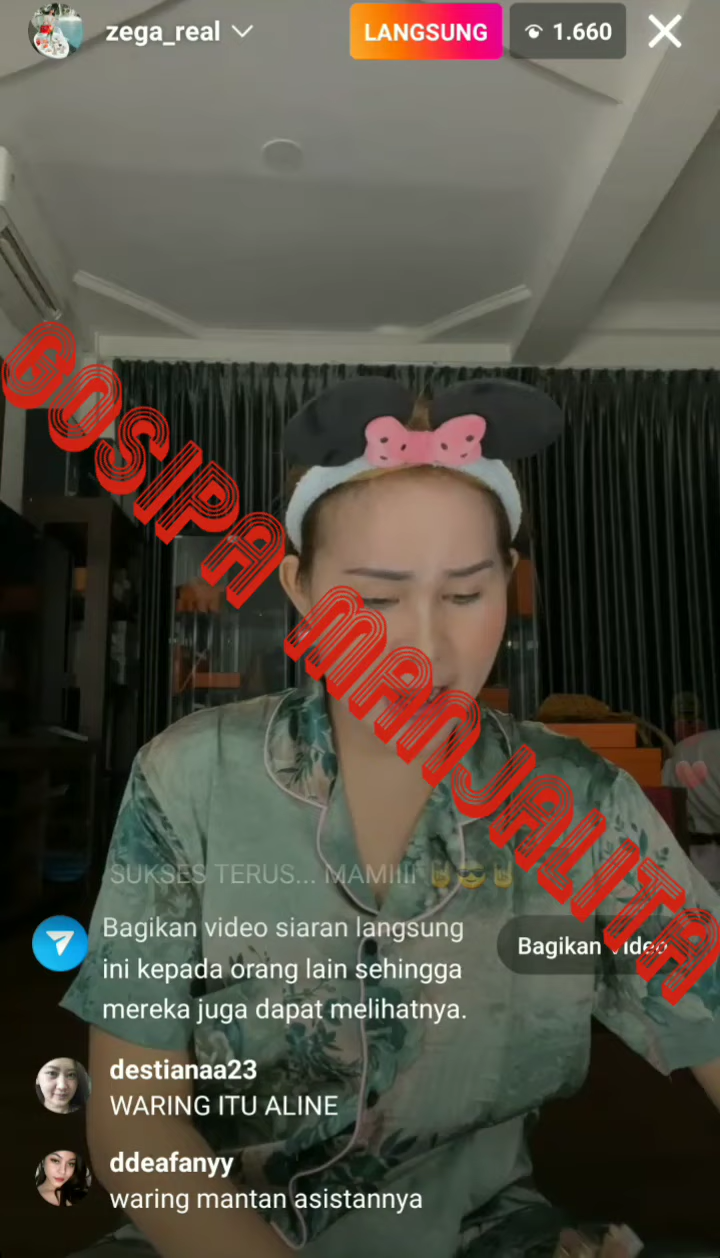 zega_real
LANGSUNG
1.660
GOSIPA MANJALITA
SUKSES TERUS... MAMIIII 🤘😎🤘
Bagikan video siaran langsung
ini kepada orang lain sehingga
mereka juga dapat melihatnya.
Bagikan video
destianaa23
WARING ITU ALINE
ddeafanyy
waring mantan asistannya